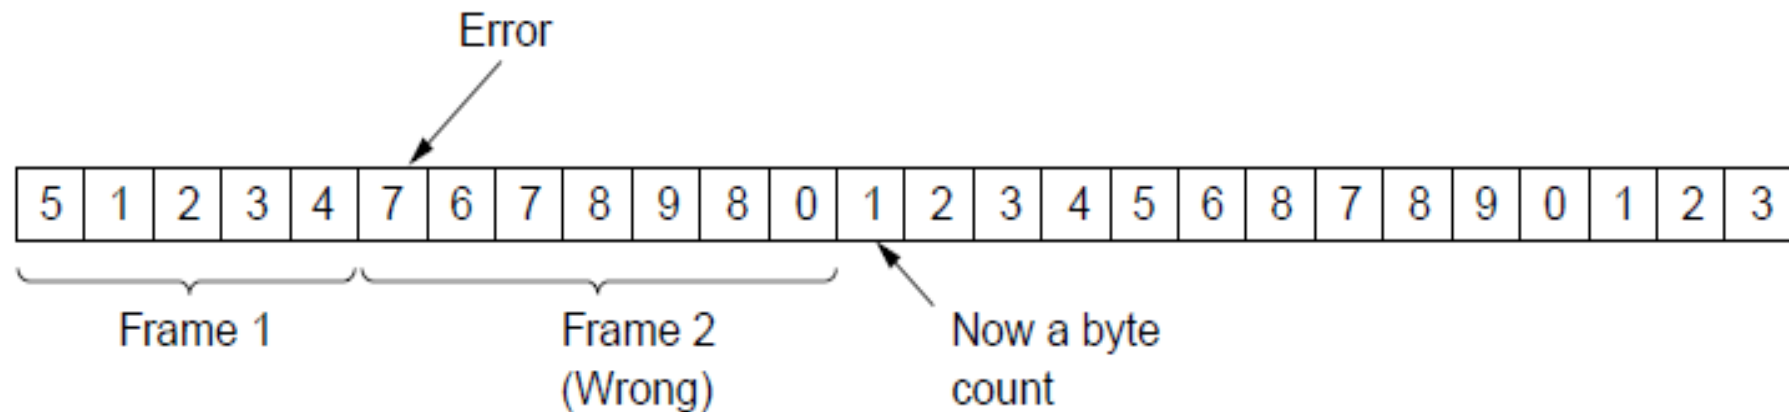 Error
5 1 2 3 4 7 6 7 8 9 8 0 1 2 3 4 5 6 8 7 8 9 0 1 2 3
Frame 1
Frame 2
(Wrong)
Now a byte
count